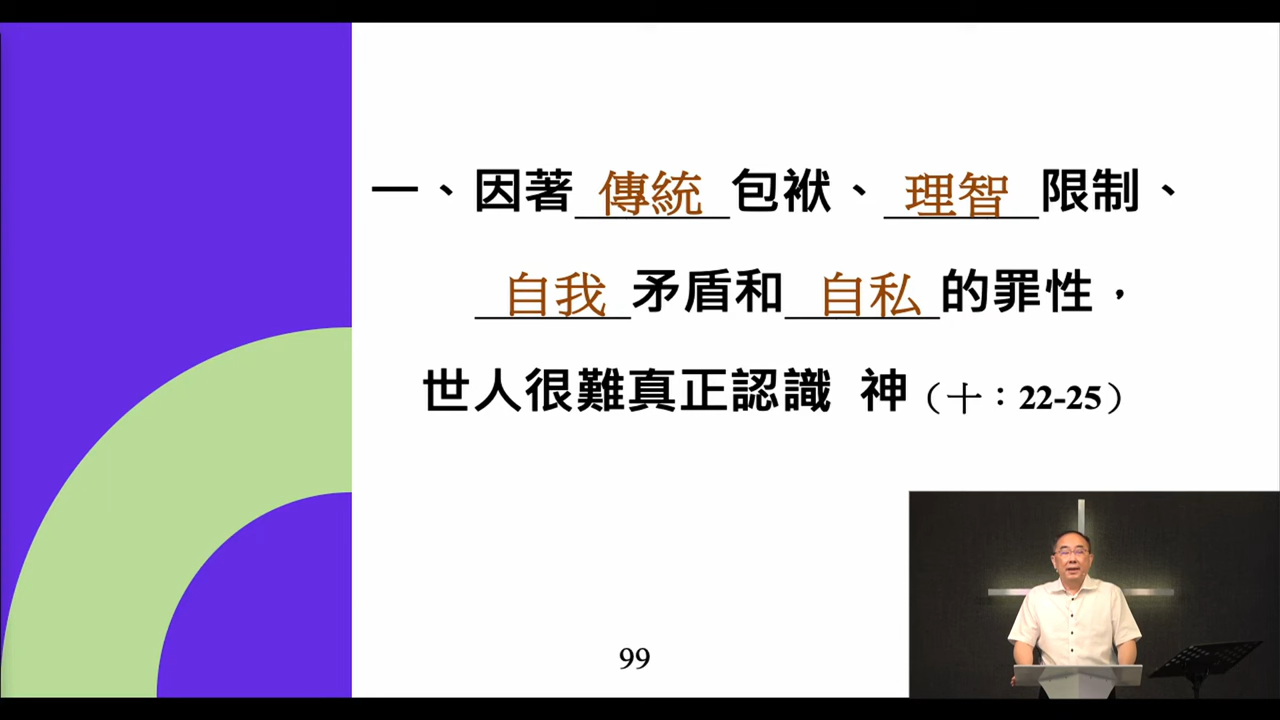 一、因著 傳統 包袱、 理智 限制、
自我 矛盾和 自私 的罪性，
世人很難真正認識 神（十：22-25）
99